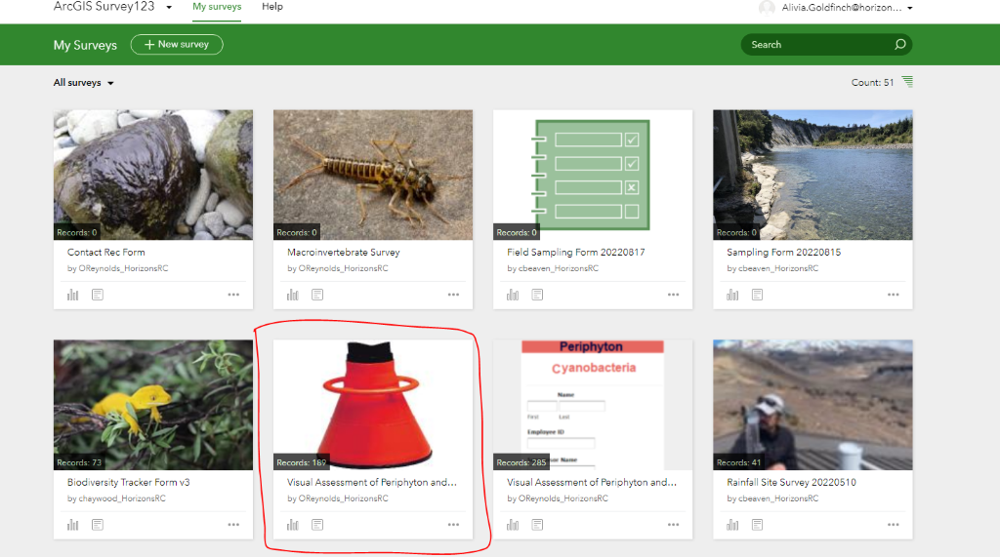 ArcGIS Survey123
My surveys
Help
Alivia.Goldfinch@horizon...
My Surveys
New survey
Search
All surveys
Count: 51
Records: 0
Records: 0
Records: 0
Records: 0
Contact Rec Form
by OReynolds_HorizonsRC
Macroinvertebrate Survey
by OReynolds_HorizonsRC
Field Sampling Form 20220817
by cbeaven_HorizonsRC
Sampling Form 20220815
by cbeaven_HorizonsRC
Periphyton
Cyanobacteria
Name
First Last
Employee ID
Name
Records: 73
Records: 189
Records: 285
Records: 41
Biodiversity Tracker Form v3
by chaywood_HorizonsRC
Visual Assessment of Periphyton and...
by OReynolds_HorizonsRC
Visual Assessment of Periphyton and...
by OReynolds_HorizonsRC
Rainfall Site Survey 20220510
by cbeaven_HorizonsRC